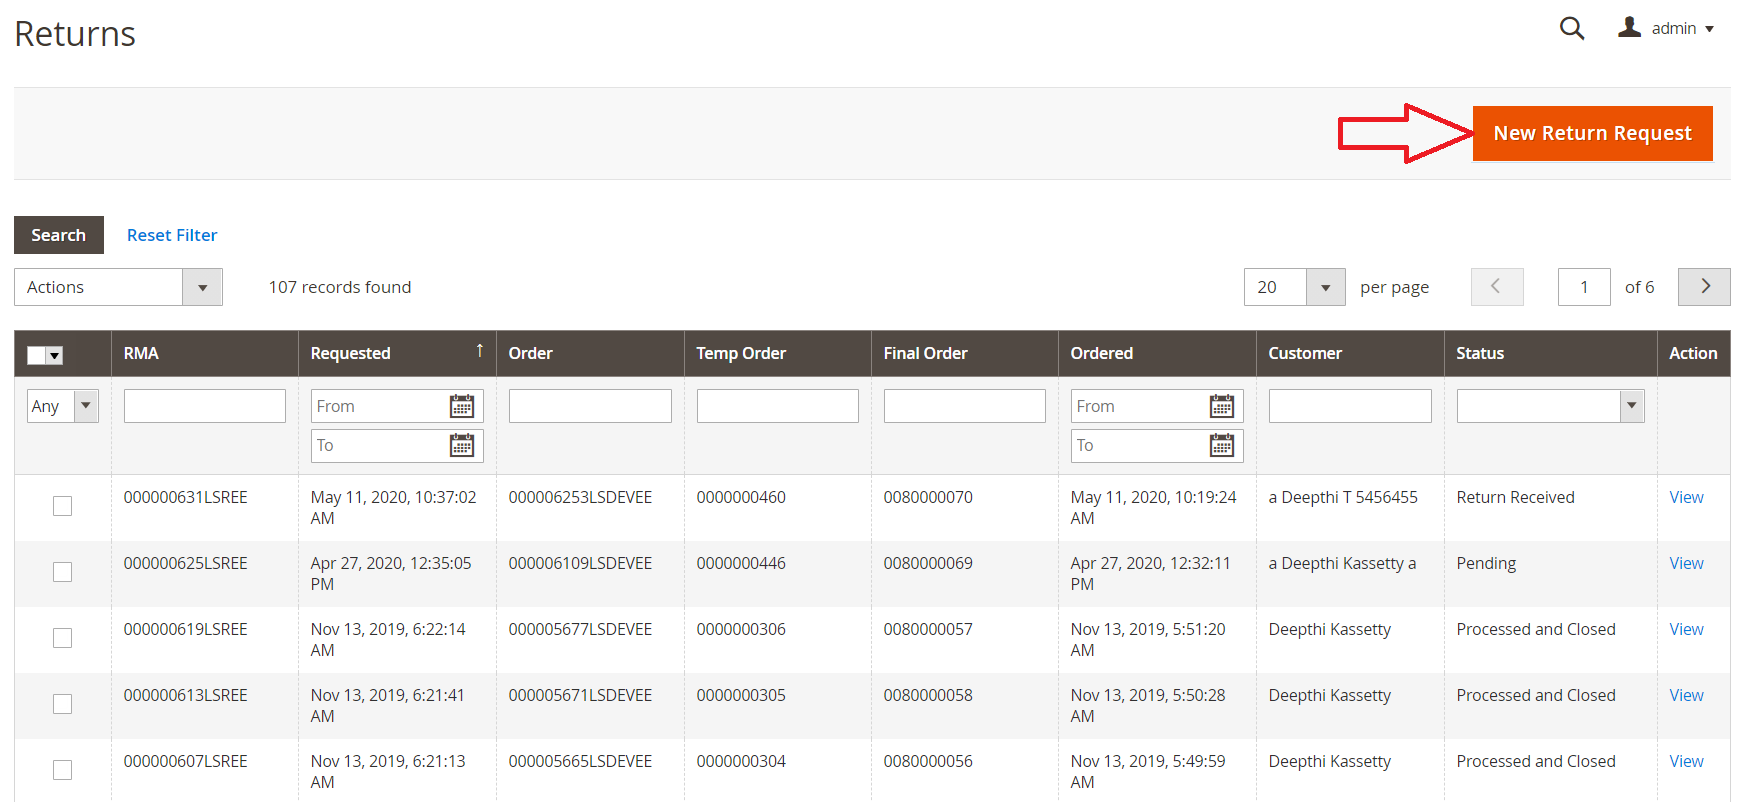 Returns
admin
New Return Request
Search Reset Filter
Actions 107 records found 20 per page 1 of 6
RMA Requested ↑ Order Temp Order Final Order Ordered Customer Status Action
Any From From
To To
000000631LSREE May 11, 2020, 10:37:02 000006253LSDEVEE 0000000460 0080000070 May 11, 2020, 10:19:24 a Deepthi T 5456455 Return Received View
AM AM
000000625LSREE Apr 27, 2020, 12:35:05 000006109LSDEVEE 0000000446 0080000069 Apr 27, 2020, 12:32:11 a Deepthi Kassetty a Pending View
PM PM
000000619LSREE Nov 13, 2019, 6:22:14 000005677LSDEVEE 0000000306 0080000057 Nov 13, 2019, 5:51:20 Deepthi Kassetty Processed and Closed View
AM AM
000000613LSREE Nov 13, 2019, 6:21:41 000005671LSDEVEE 0000000305 0080000058 Nov 13, 2019, 5:50:28 Deepthi Kassetty Processed and Closed View
AM AM
000000607LSREE Nov 13, 2019, 6:21:13 000005665LSDEVEE 0000000304 0080000056 Nov 13, 2019, 5:49:59 Deepthi Kassetty Processed and Closed View
AM AM